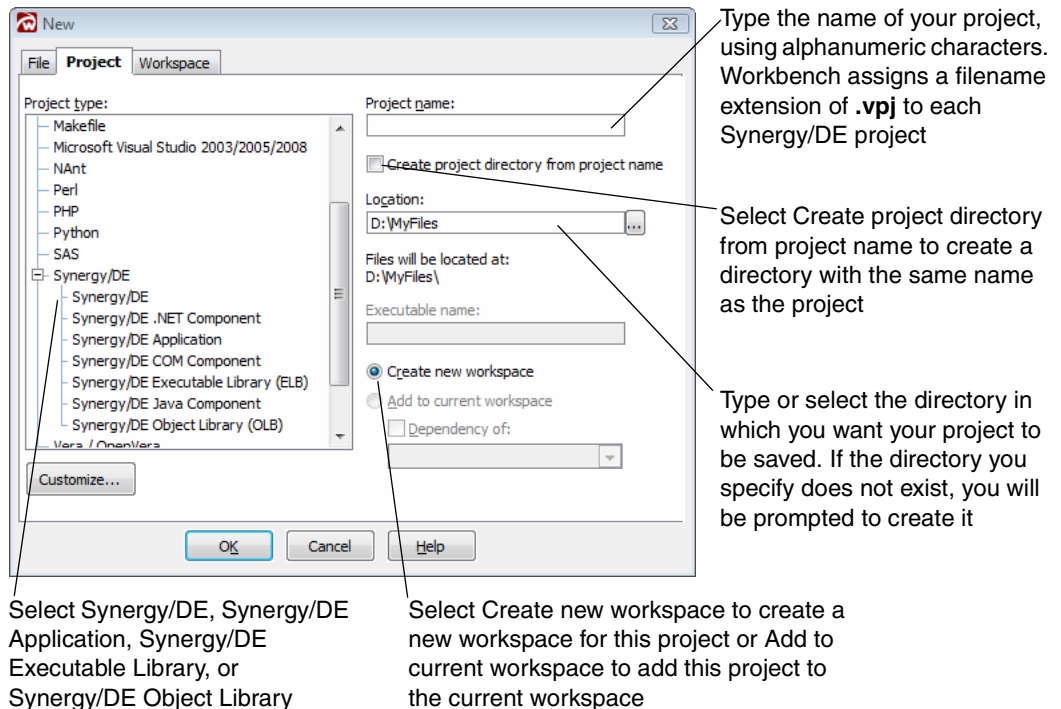 New
File Project Workspace
Project type:
Makefile
Microsoft Visual Studio 2003/2005/2008
NAnt
Perl
PHP
Python
SAS
Synergy/DE
Synergy/DE
Synergy/DE .NET Component
Synergy/DE Application
Synergy/DE COM Component
Synergy/DE Executable Library (ELB)
Synergy/DE Java Component
Synergy/DE Object Library (OLB)
Vera / OpenVera
Customize...
Project name:
Create project directory from project name
Location:
D:\MyFiles
...
Files will be located at:
D:\MyFiles\
Executable name:
Create new workspace
Add to current workspace
Dependency of:
OK Cancel Help
Type the name of your project,
using alphanumeric characters.
Workbench assigns a filename
extension of .vpj to each
Synergy/DE project
Select Create project directory
from project name to create a
directory with the same name
as the project
Type or select the directory in
which you want your project to
be saved. If the directory you
specify does not exist, you will
be prompted to create it
Select Synergy/DE, Synergy/DE
Application, Synergy/DE
Executable Library, or
Synergy/DE Object Library
Select Create new workspace to create a
new workspace for this project or Add to
current workspace to add this project to
the current workspace